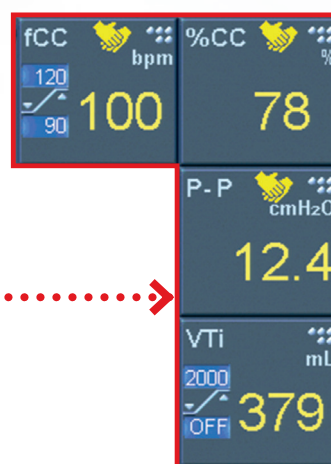 fCC
bpm
120
90
100
%CC
%
78
P-P
cmH₂O
12.4
VTi
mL
2000
OFF
379